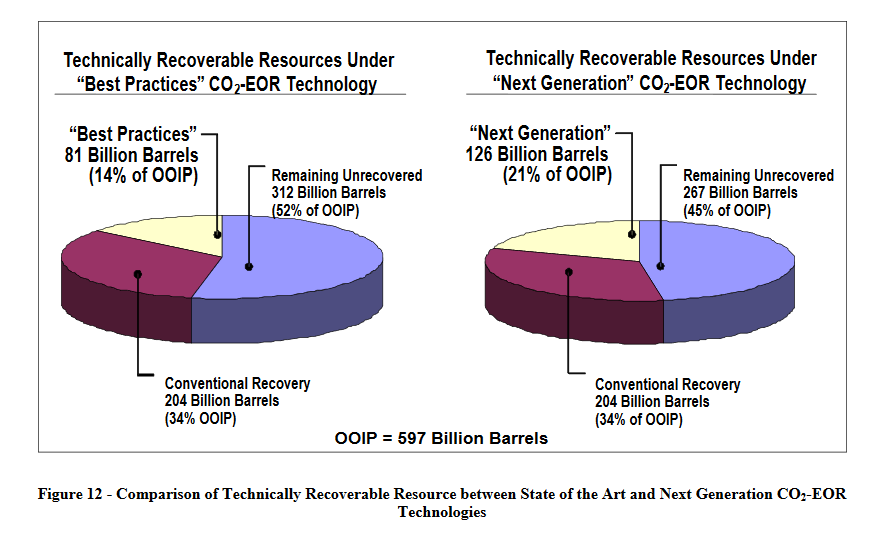 Technically Recoverable Resources Under
“Best Practices” CO₂-EOR Technology
“Best Practices”
81 Billion Barrels
(14% of OOIP)
Remaining Unrecovered
312 Billion Barrels
(52% of OOIP)
Conventional Recovery
204 Billion Barrels
(34% OOIP)
Technically Recoverable Resources Under
“Next Generation” CO₂-EOR Technology
“Next Generation”
126 Billion Barrels
(21% of OOIP)
Remaining Unrecovered
267 Billion Barrels
(45% of OOIP)
Conventional Recovery
204 Billion Barrels
(34% of OOIP)
OOIP = 597 Billion Barrels
Figure 12 - Comparison of Technically Recoverable Resource between State of the Art and Next Generation CO₂-EOR
Technologies